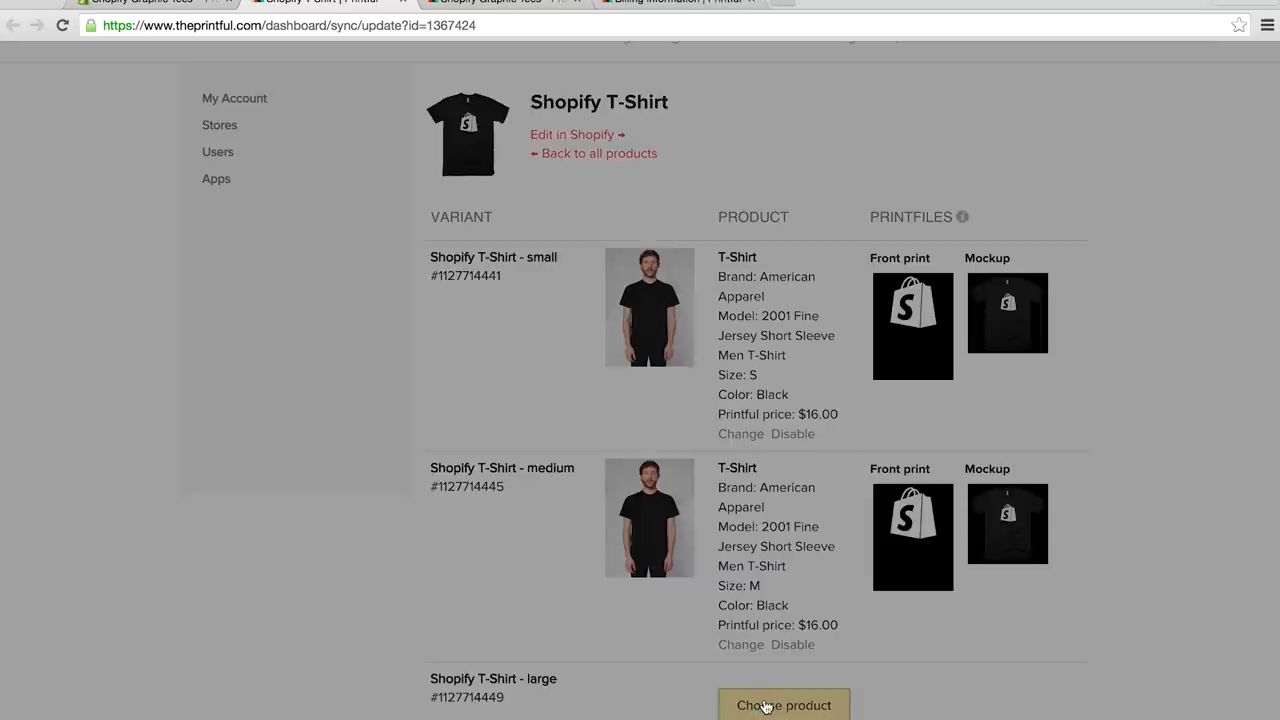 Shopify T-Shirt | Printful
https://www.theprintful.com/dashboard/sync/update?id=1367424
My Account
Stores
Users
Apps
Shopify T-Shirt
Edit in Shopify →
← Back to all products
VARIANT PRODUCT PRINTFILES i
Shopify T-Shirt - small
#1127714441
T-Shirt
Brand: American
Apparel
Model: 2001 Fine
Jersey Short Sleeve
Men T-Shirt
Size: S
Color: Black
Printful price: $16.00
Change Disable
Front print Mockup
S
Shopify T-Shirt - medium
#1127714445
T-Shirt
Brand: American
Apparel
Model: 2001 Fine
Jersey Short Sleeve
Men T-Shirt
Size: M
Color: Black
Printful price: $16.00
Change Disable
Front print Mockup
S
Shopify T-Shirt - large
#1127714449
Choose product